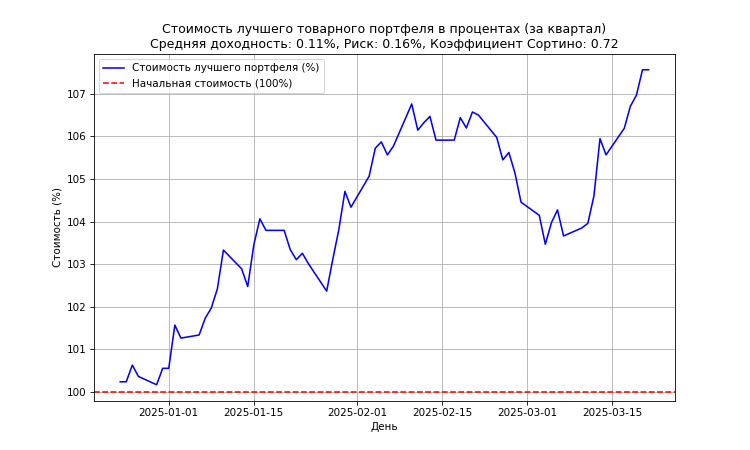 Стоимость лучшего товарного портфеля в процентах (за квартал)
Средняя доходность: 0.11%, Риск: 0.16%, Коэффициент Сортино: 0.72
Стоимость лучшего портфеля (%)
Начальная стоимость (100%)
Стоимость (%)
107
106
105
104
103
102
101
100
2025-01-01 2025-01-15 2025-02-01 2025-02-15 2025-03-01 2025-03-15
День